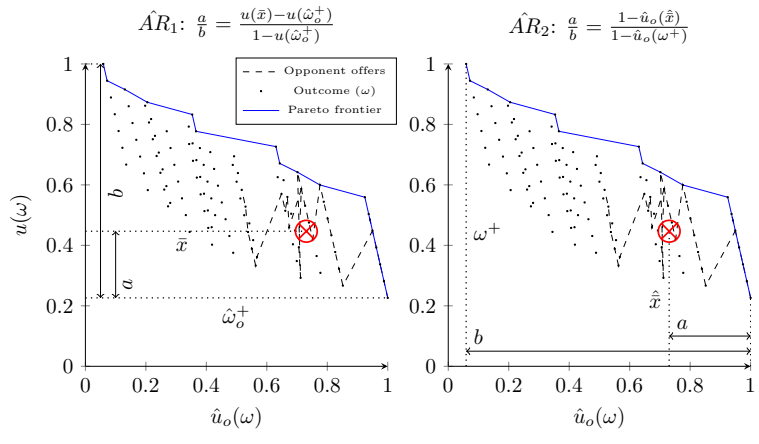 ÂR₁: a/b = (u(x̄)−u(ω̂ₒ⁺))/(1−u(ω̂ₒ⁺))
ÂR₂: a/b = (1−ûₒ(x̄̂))/(1−ûₒ(ω⁺))
Opponent offers
Outcome (ω)
Pareto frontier
1
0.8
0.6
0.4
0.2
0
u(ω)
b
x̄
a
ω̂ₒ⁺
0
0.2
0.4
0.6
0.8
1
ûₒ(ω)
1
0.8
0.6
0.4
0.2
0
ω⁺
x̄̂
a
b
0
0.2
0.4
0.6
0.8
1
ûₒ(ω)